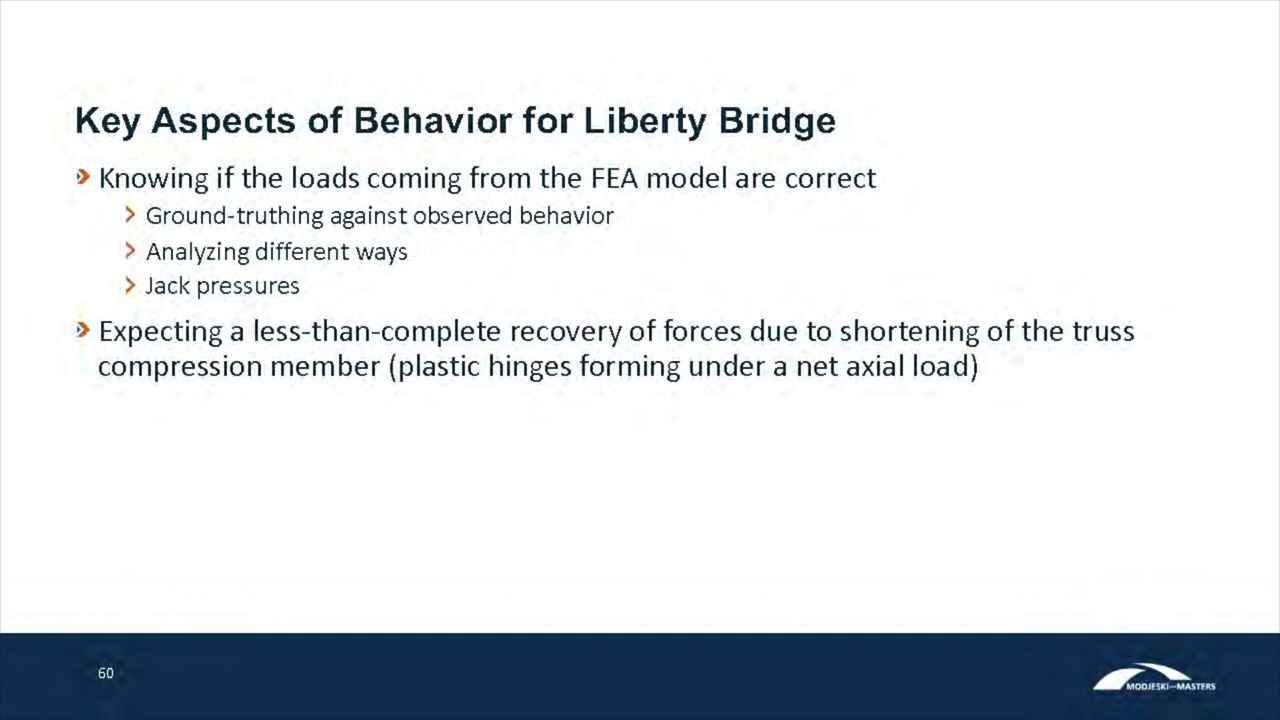 Key Aspects of Behavior for Liberty Bridge
Knowing if the loads coming from the FEA model are correct
Ground-truthing against observed behavior
Analyzing different ways
Jack pressures
Expecting a less-than-complete recovery of forces due to shortening of the truss
compression member (plastic hinges forming under a net axial load)
60
MODJESKI and MASTERS